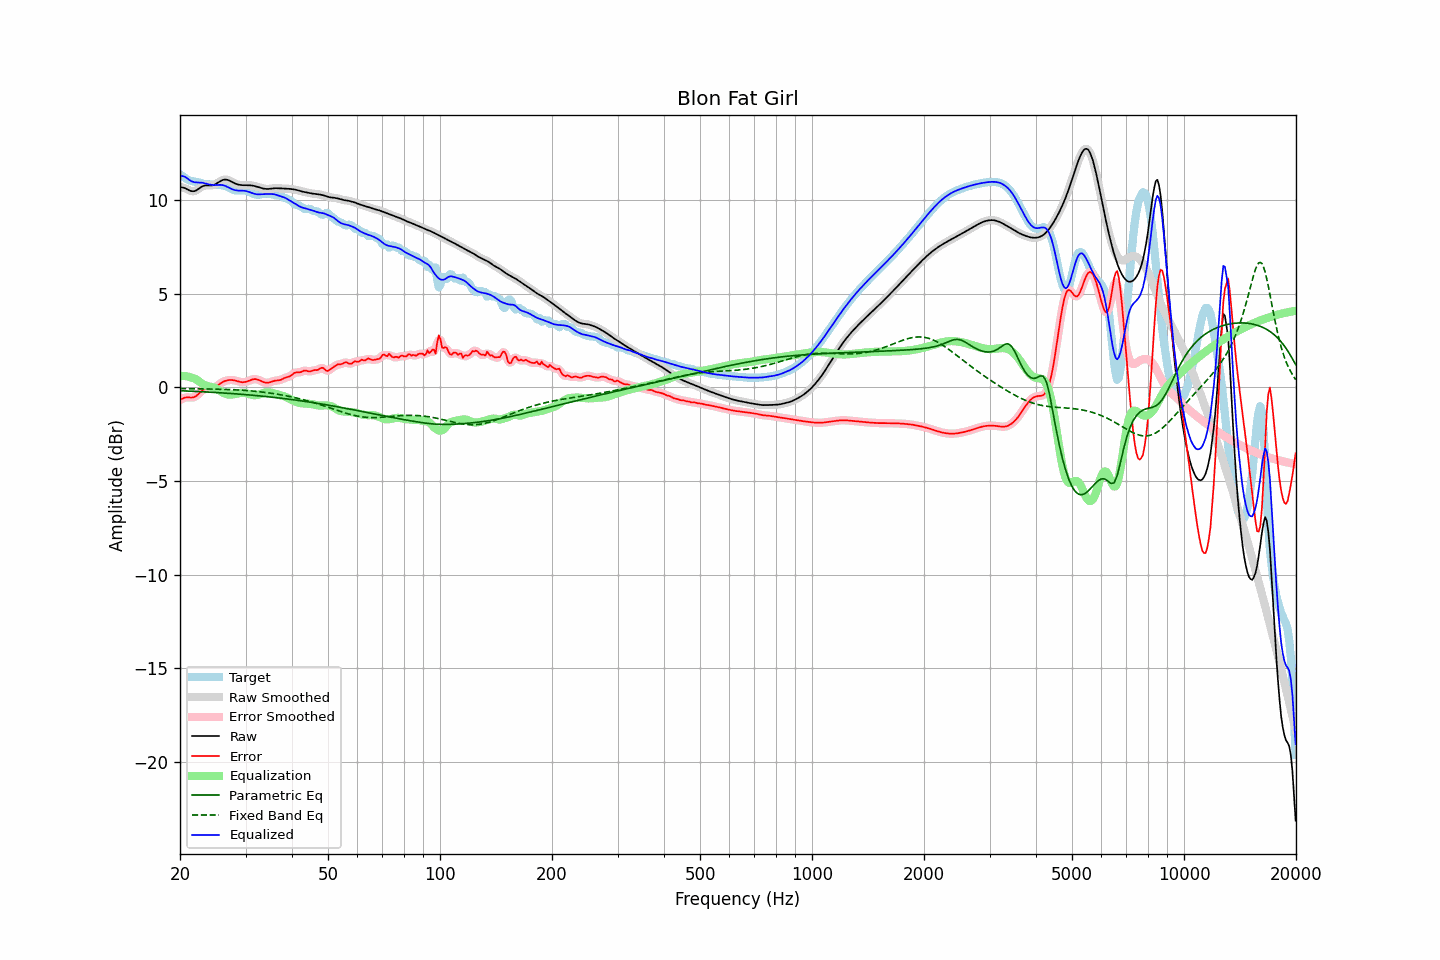 Blon Fat Girl
Amplitude (dBr)
10
5
0
−5
−10
−15
−20
Target
Raw Smoothed
Error Smoothed
Raw
Error
Equalization
Parametric Eq
Fixed Band Eq
Equalized
20 50 100 200 500 1000 2000 5000 10000 20000
Frequency (Hz)